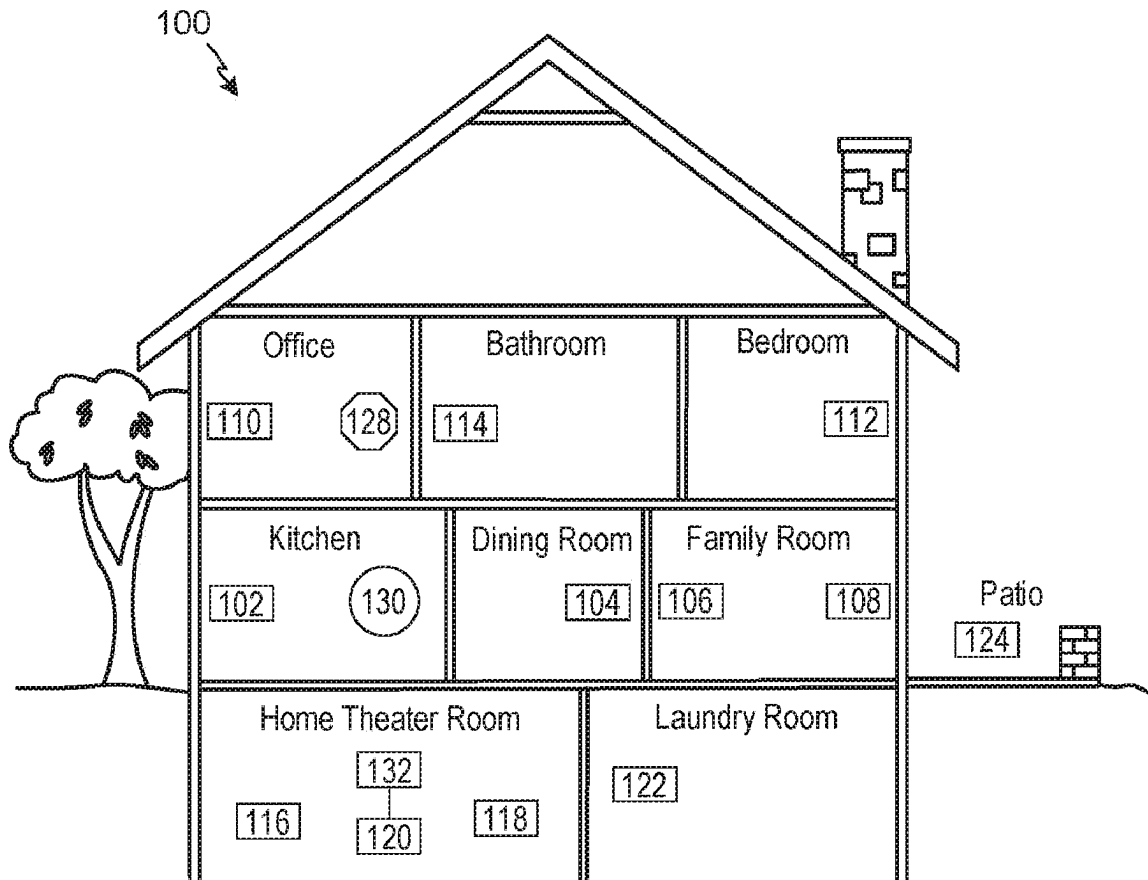 100
Office Bathroom Bedroom
110 128 114 112
Kitchen Dining Room Family Room
102 130 104 106 108
Patio
124
Home Theater Room Laundry Room
132
122
116 120 118